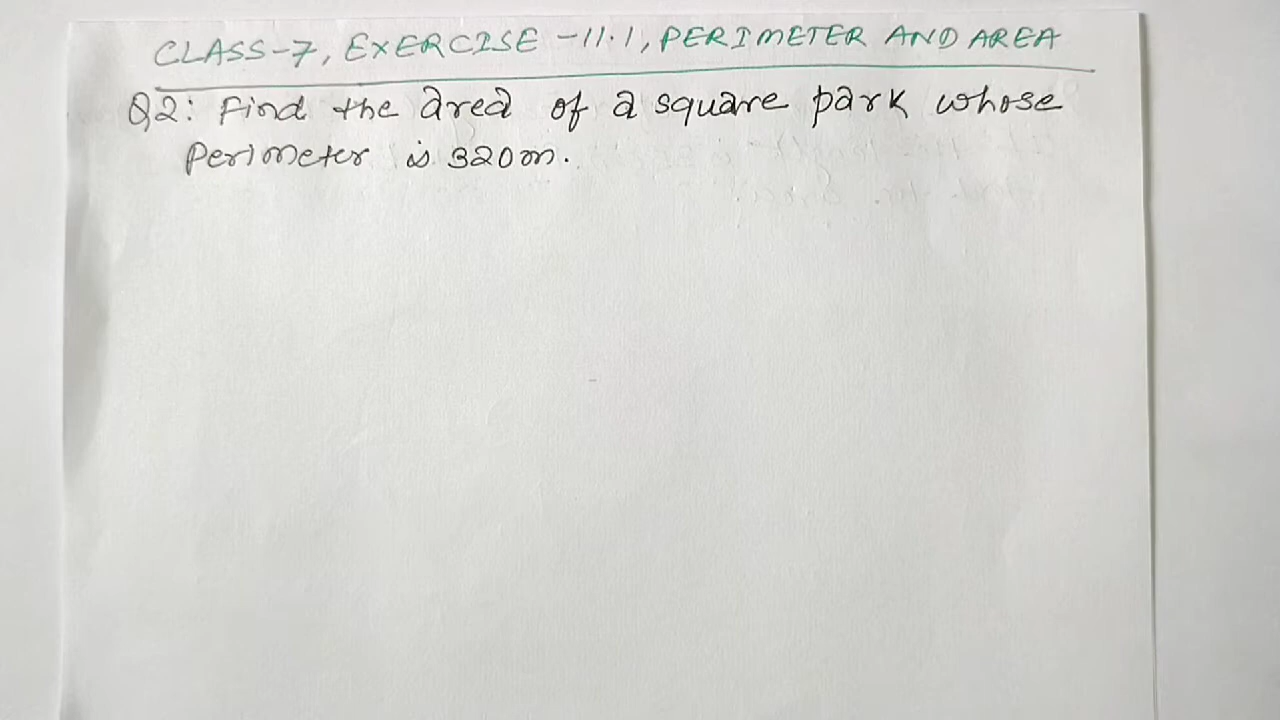 CLASS-7, EXERCISE -11.1, PERIMETER AND AREA
Q2: Find the area of a square park whose
Perimeter is 320m.